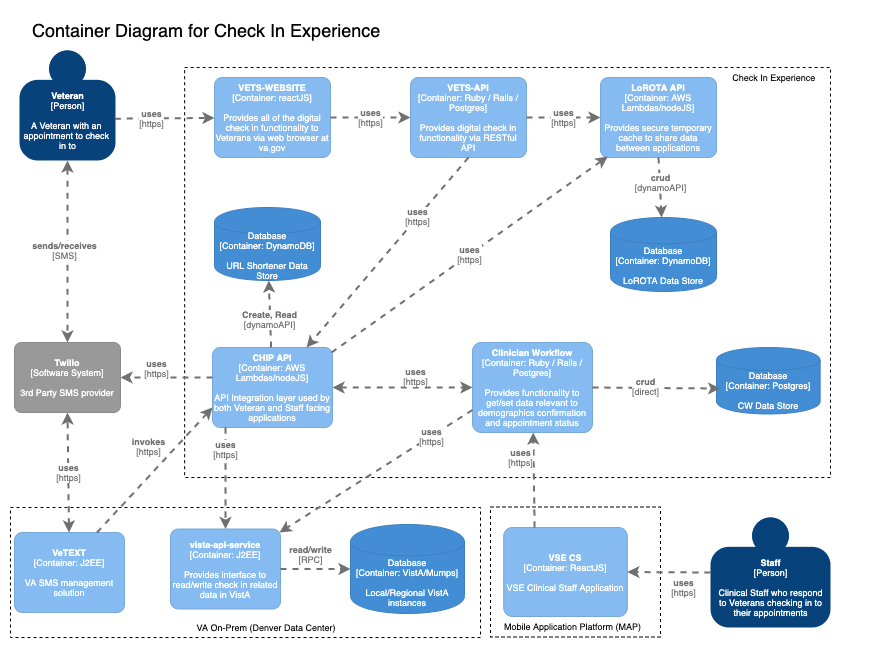 Container Diagram for Check In Experience
Check In Experience
Veteran
[Person]
A Veteran with an
appointment to check
in to
uses
[https]
VETS-WEBSITE
[Container: reactJS]
Provides all of the digital
check in functionality to
Veterans via web browser at
va.gov
uses
[https]
VETS-API
[Container: Ruby / Rails /
Postgres]
Provides digital check in
functionality via RESTful
API
uses
[https]
LoROTA API
[Container: AWS
Lambdas/nodeJS]
Provides secure temporary
cache to share data
between applications
crud
[dynamoAPI]
uses
[https]
sends/receives
[SMS]
Database
[Container: DynamoDB]
URL Shortener Data
Store
uses
[https]
Database
[Container: DynamoDB]
LoROTA Data Store
Create, Read
[dynamoAPI]
Twilio
[Software System]
3rd Party SMS provider
uses
[https]
CHIP API
[Container: AWS
Lambdas/nodeJS]
API Integration layer used by
both Veteran and Staff facing
applications
uses
[https]
Clinician Workflow
[Container: Ruby / Rails /
Postgres]
Provides functionality to
get/set data relevant to
demographics confirmation
and appointment status
crud
[direct]
Database
[Container: Postgres]
CW Data Store
uses
[https]
invokes
[https]
uses
[https]
uses
[https]
uses
[https]
VeTEXT
[Container: J2EE]
VA SMS management
solution
vista-api-service
[Container: J2EE]
Provides interface to
read/write check in related
data in VistA
read/write
[RPC]
Database
[Container: VistA/Mumps]
Local/Regional VistA
instances
VA On-Prem (Denver Data Center)
VSE CS
[Container: ReactJS]
VSE Clinical Staff Application
Mobile Application Platform (MAP)
uses
[https]
Staff
[Person]
Clinical Staff who respond
to Veterans checking in to
their appointments